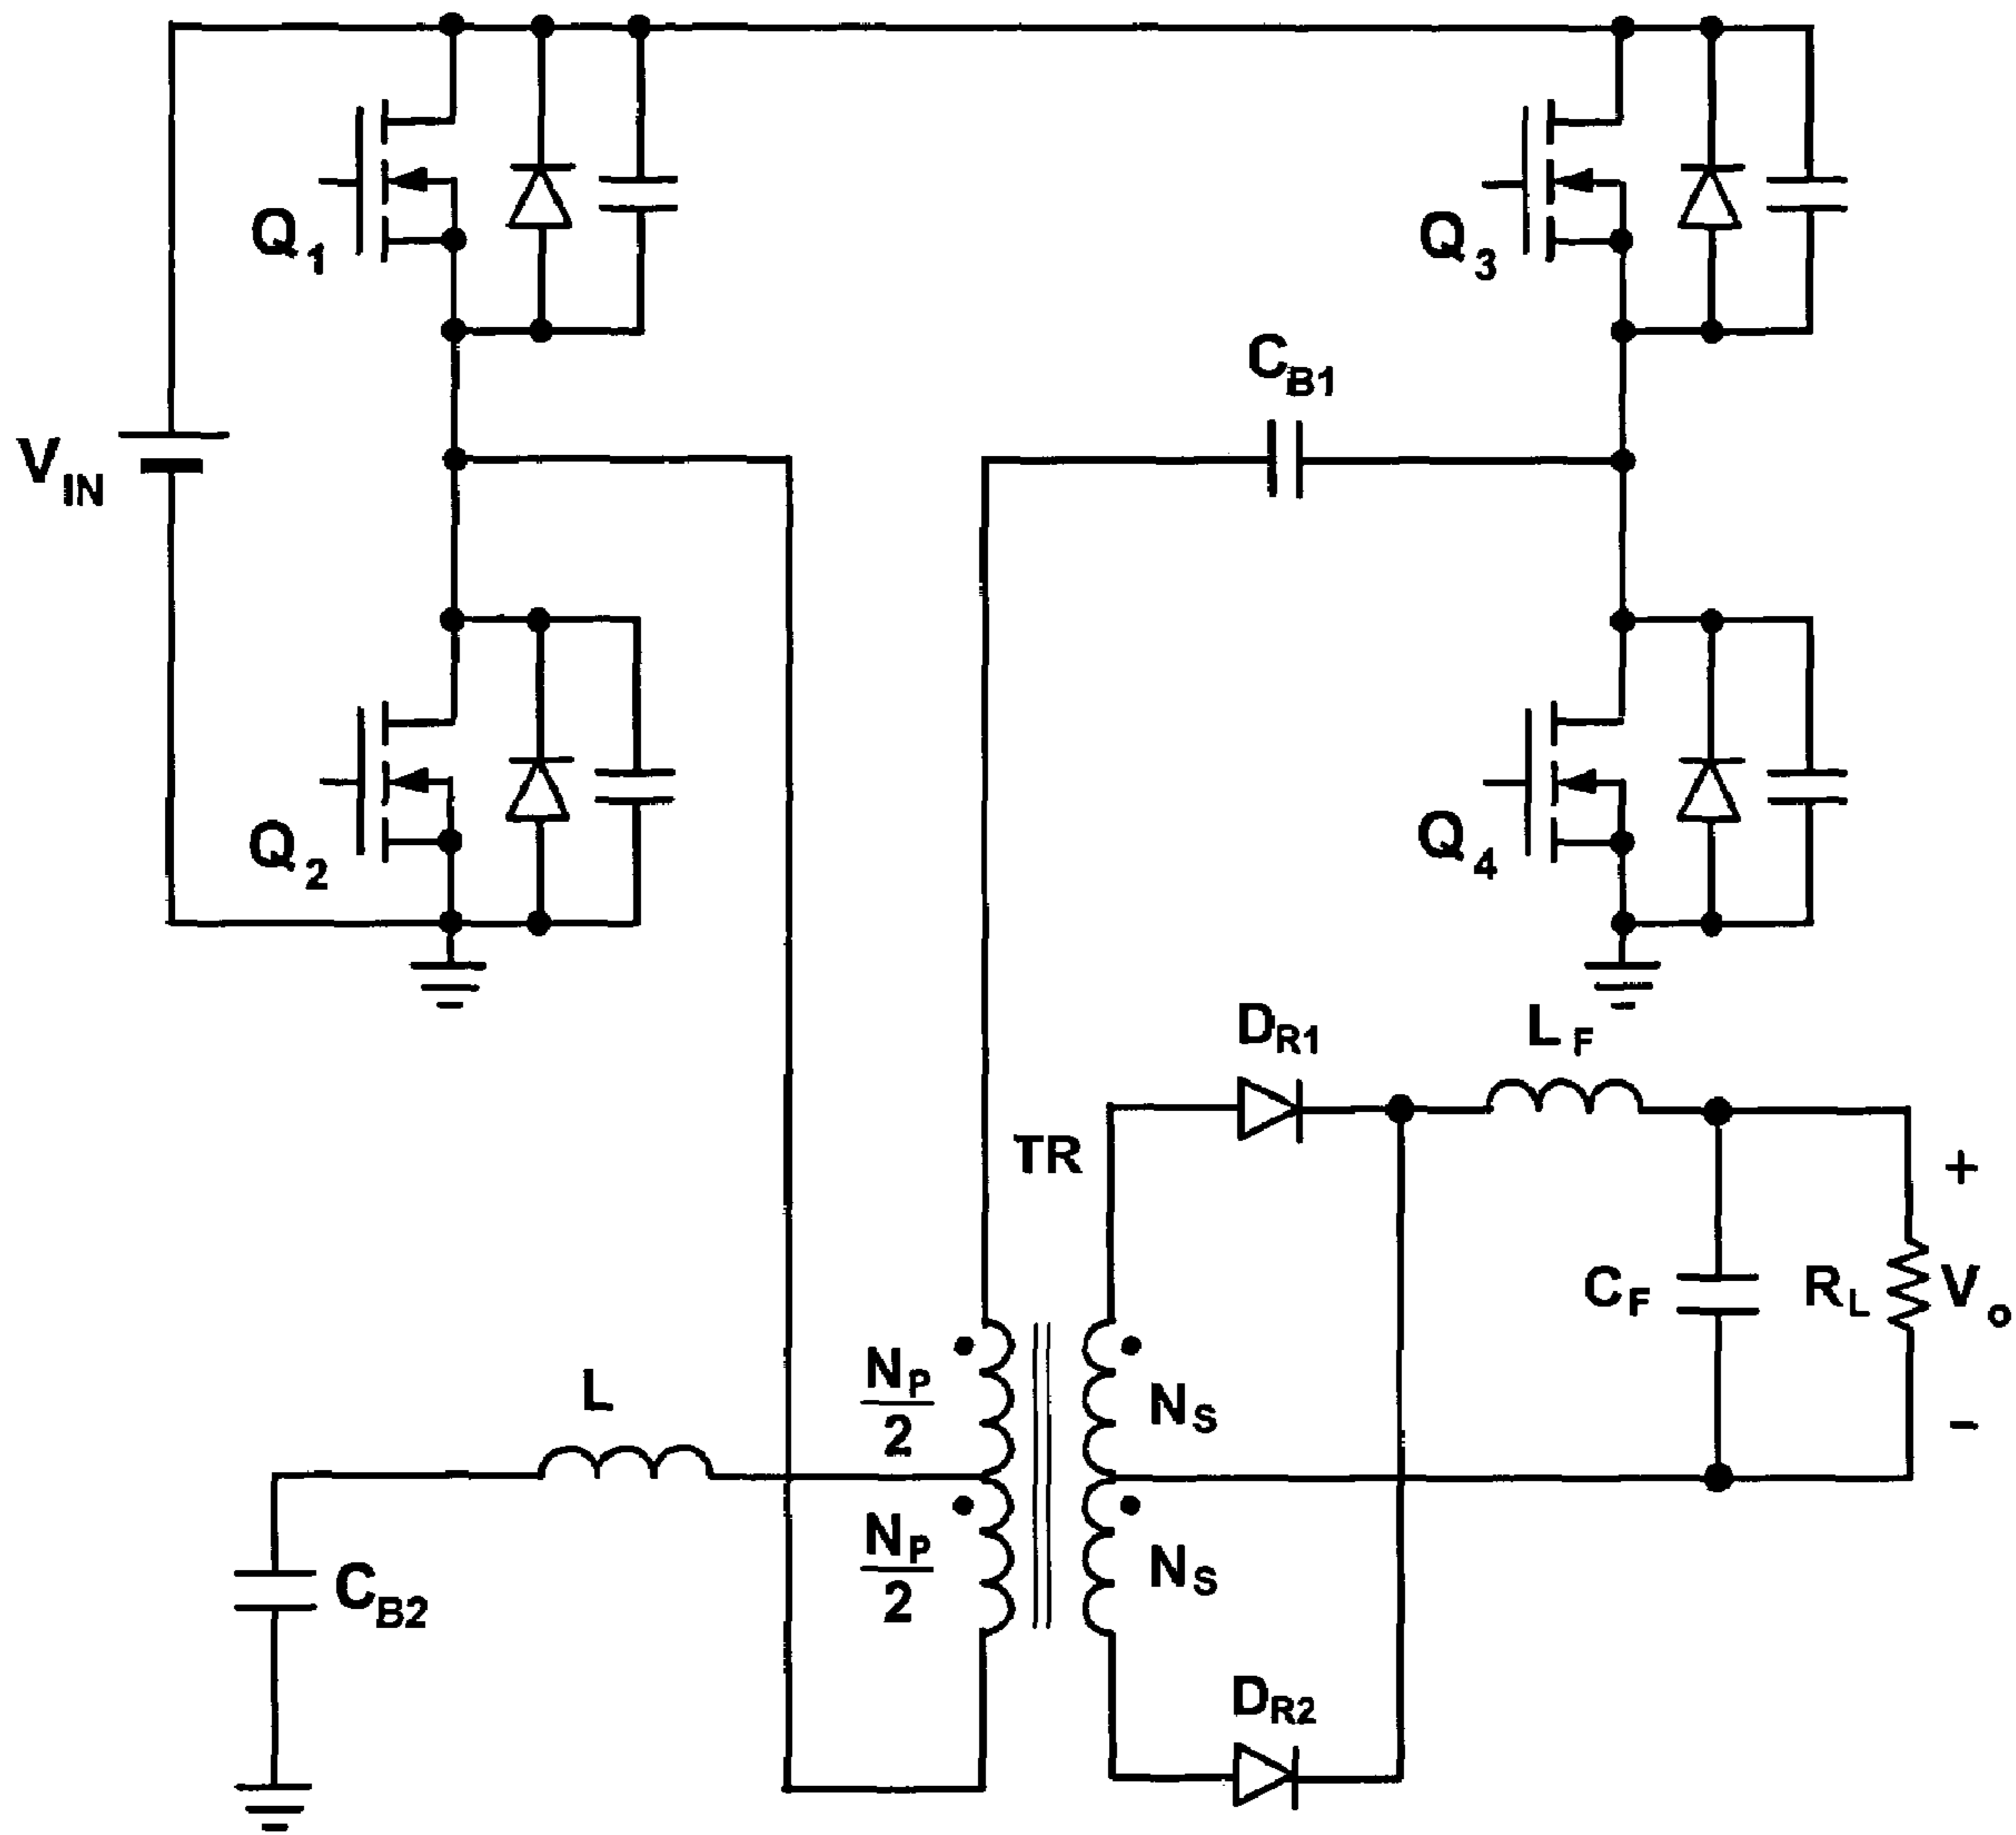 Q1
Q3
CB1
VIN
Q2
Q4
DR1
LF
TR
+
CF
RL
Vo
NP
2
NS
L
−
NP
2
NS
CB2
DR2